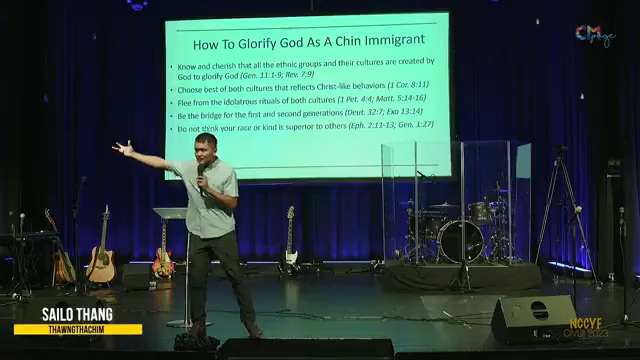 How To Glorify God As A Chin Immigrant
• Know and cherish that all the ethnic groups and their cultures are created by
God to glorify God (Gen. 11:1-9; Rev. 7:9)
• Choose best of both cultures that reflects Christ-like behaviors (1 Cor. 8:11)
• Flee from the idolatrous rituals of both cultures (1 Pet. 4:4; Matt. 5:14-16)
• Be the bridge for the first and second generations (Deut. 32:7; Exo 13:14)
• Do not think your race or kind is superior to others (Eph. 2:11-13; Gen. 1:27)
CM
SAILO THANG
THAWNGTHACHIM
NCCYF
CIVUI 2023